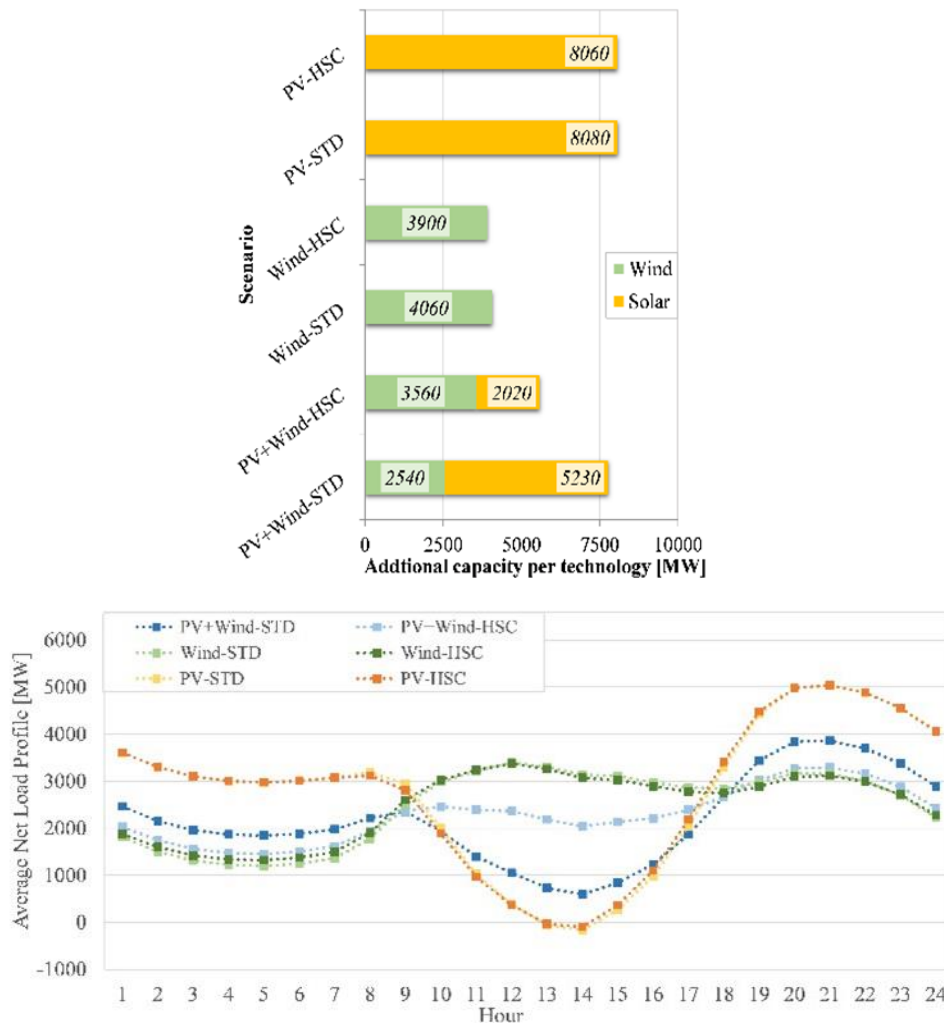 PV-HSC
8060
PV-STD
8080
Wind-HSC
3900
Wind-STD
4060
PV+Wind-HSC
3560 2020
PV+Wind-STD
2540 5230
Scenario
Wind
Solar
0 2500 5000 7500 10000
Addtional capacity per technology [MW]
PV+Wind-STD PV-Wind-HSC
Wind-STD Wind-HSC
PV-STD PV-HSC
Average Net Load Profile [MW]
6000
5000
4000
3000
2000
1000
0
-1000
1 2 3 4 5 6 7 8 9 10 11 12 13 14 15 16 17 18 19 20 21 22 23 24
Hour